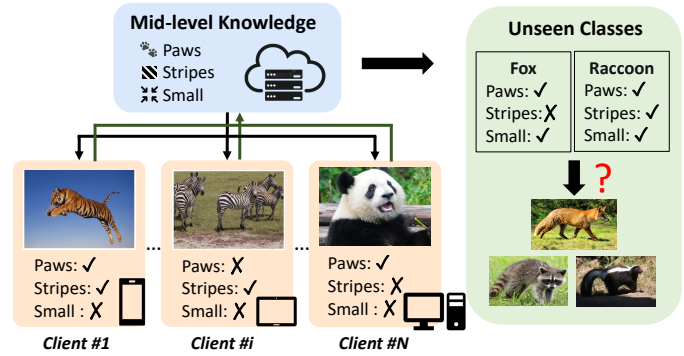 Mid-level Knowledge
Paws
Stripes
Small
Unseen Classes
Fox
Paws: ✓
Stripes: ✗
Small: ✓
Raccoon
Paws: ✓
Stripes: ✓
Small: ✓
?
Paws: ✓
Stripes: ✓
Small : ✗
Client #1
...
Paws: ✗
Stripes: ✓
Small: ✗
Client #i
...
Paws: ✓
Stripes: ✗
Small : ✗
Client #N